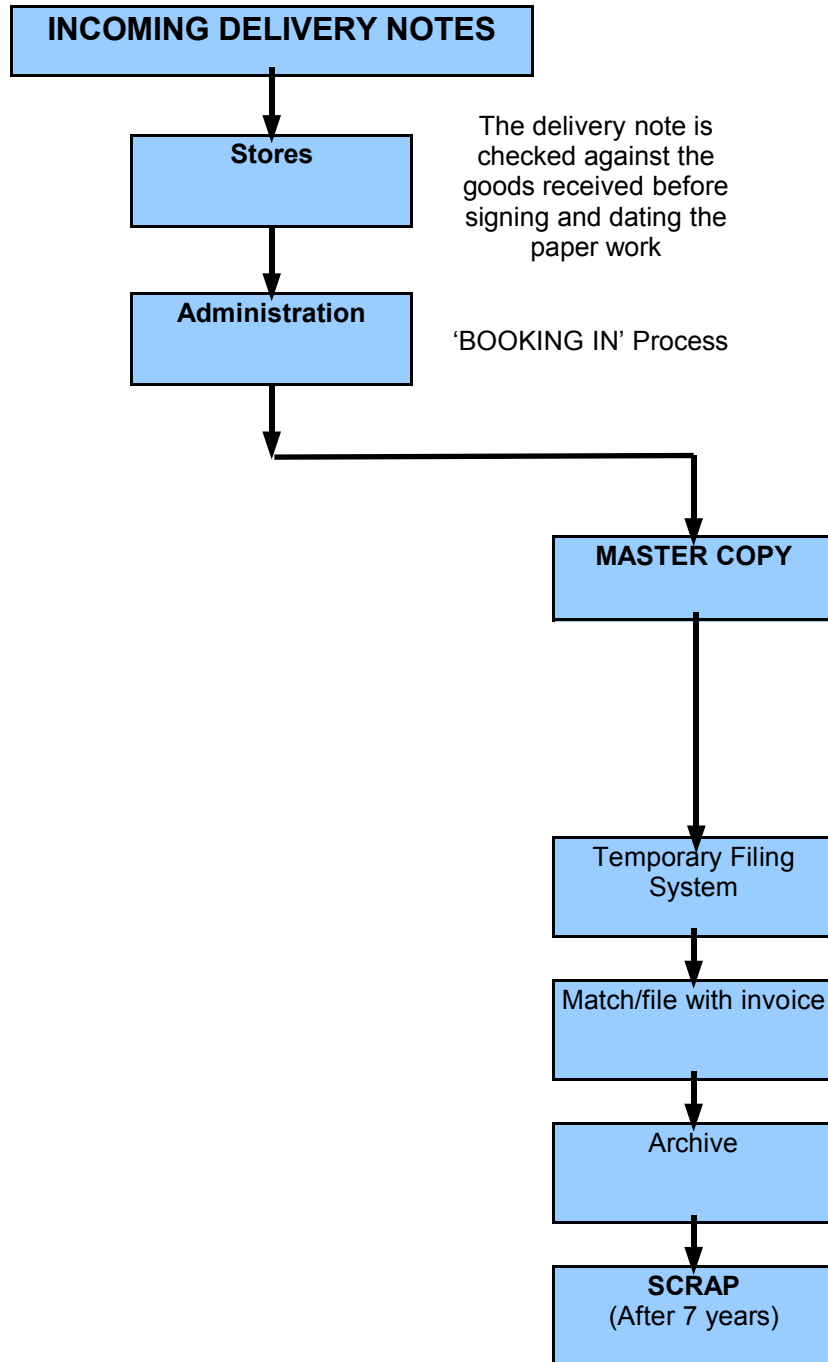 INCOMING DELIVERY NOTES
Stores
The delivery note is
checked against the
goods received before
signing and dating the
paper work
Administration
‘BOOKING IN’ Process
MASTER COPY
Temporary Filing
System
Match/file with invoice
Archive
SCRAP
(After 7 years)